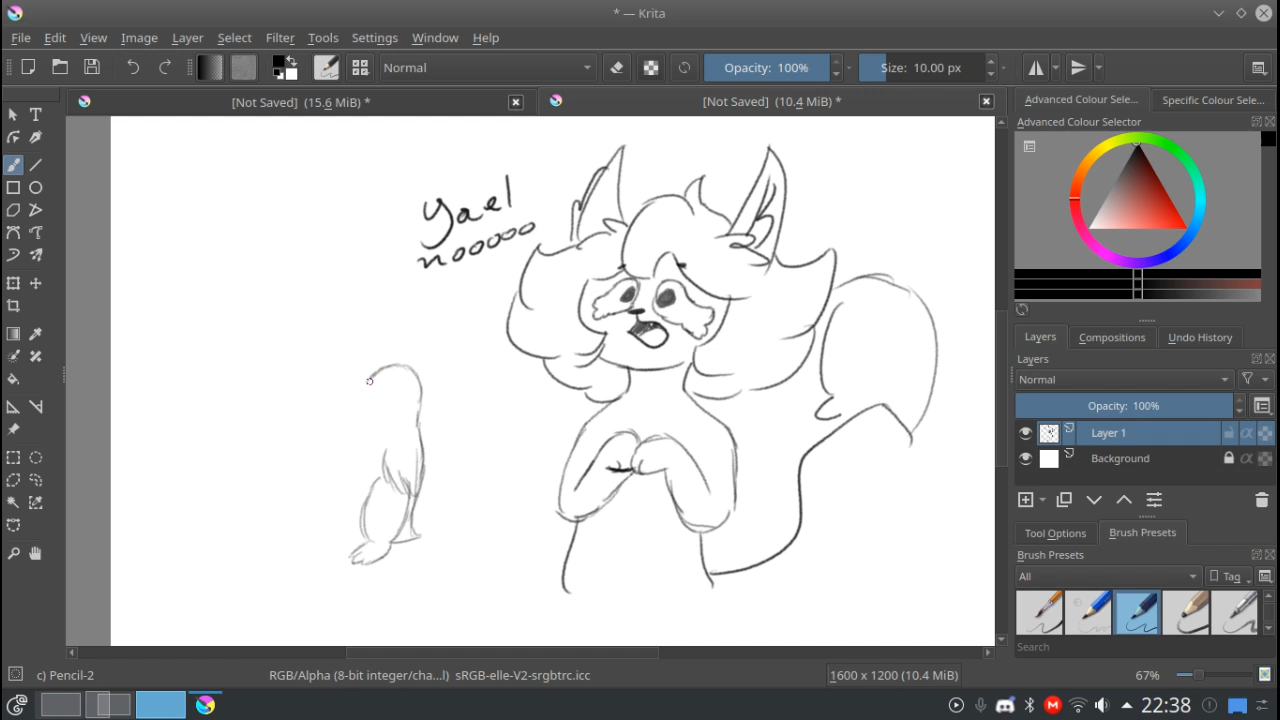 * — Krita
File Edit View Image Layer Select Filter Tools Settings Window Help
Normal Opacity: 100% Size: 10.00 px
[Not Saved] (15.6 MiB) * [Not Saved] (10.4 MiB) * Advanced Colour Sele... Specific Colour Sele...
Advanced Colour Selector
Yael
nooooo
Layers Compositions Undo History
Layers
Normal
Opacity: 100%
Layer 1
Background
Tool Options Brush Presets
Brush Presets
All Tag
Search
c) Pencil-2 RGB/Alpha (8-bit integer/cha...l) sRGB-elle-V2-srgbtrc.icc 1600 x 1200 (10.4 MiB) 67%
22:38